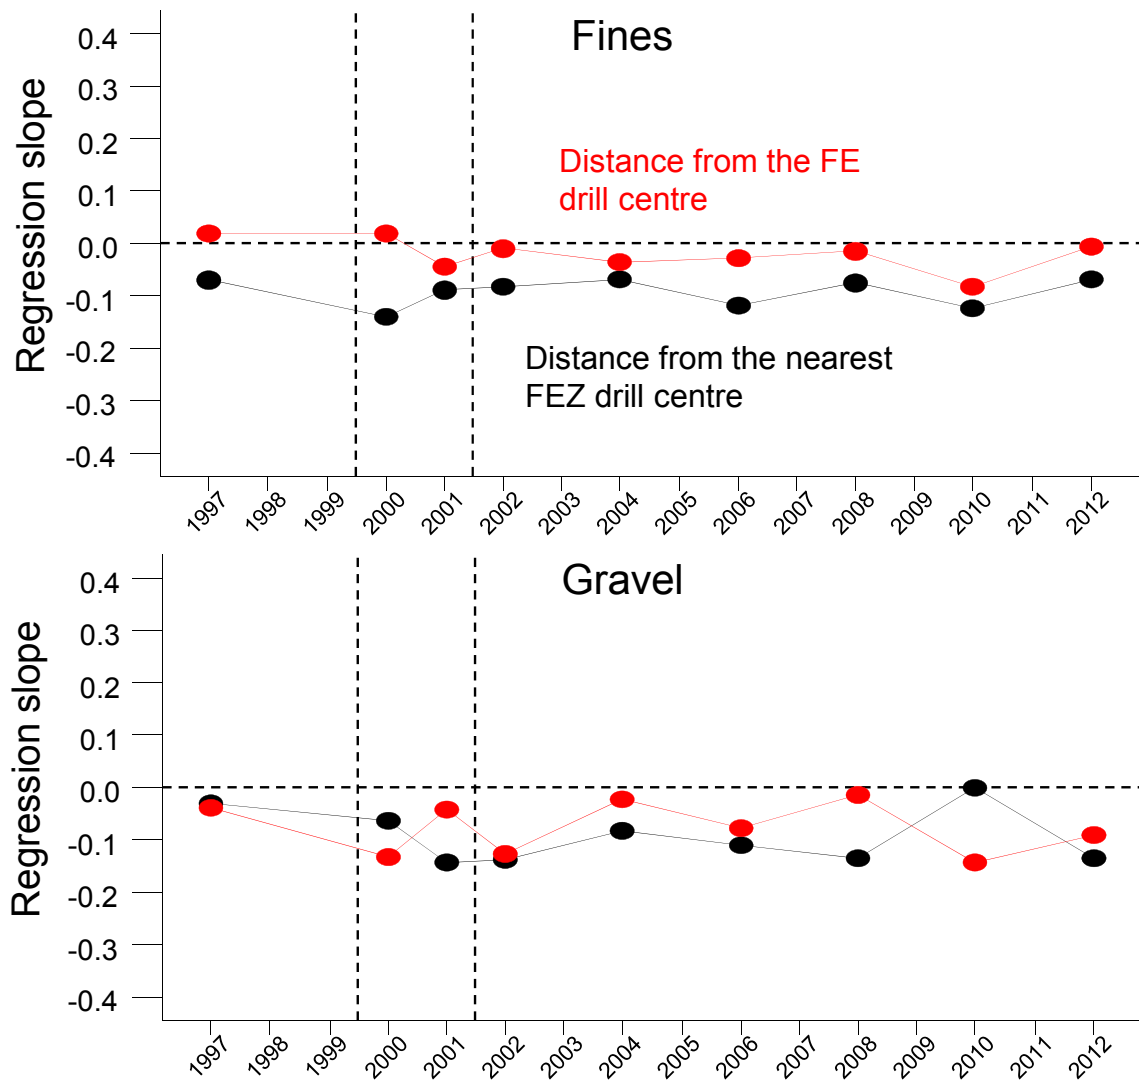 Fines
Regression slope
0.4
0.3
0.2
0.1
0.0
-0.1
-0.2
-0.3
-0.4
Distance from the FE
drill centre
Distance from the nearest
FEZ drill centre
1997 1998 1999 2000 2001 2002 2003 2004 2005 2006 2007 2008 2009 2010 2011 2012
Gravel
Regression slope
0.4
0.3
0.2
0.1
0.0
-0.1
-0.2
-0.3
-0.4
1997 1998 1999 2000 2001 2002 2003 2004 2005 2006 2007 2008 2009 2010 2011 2012